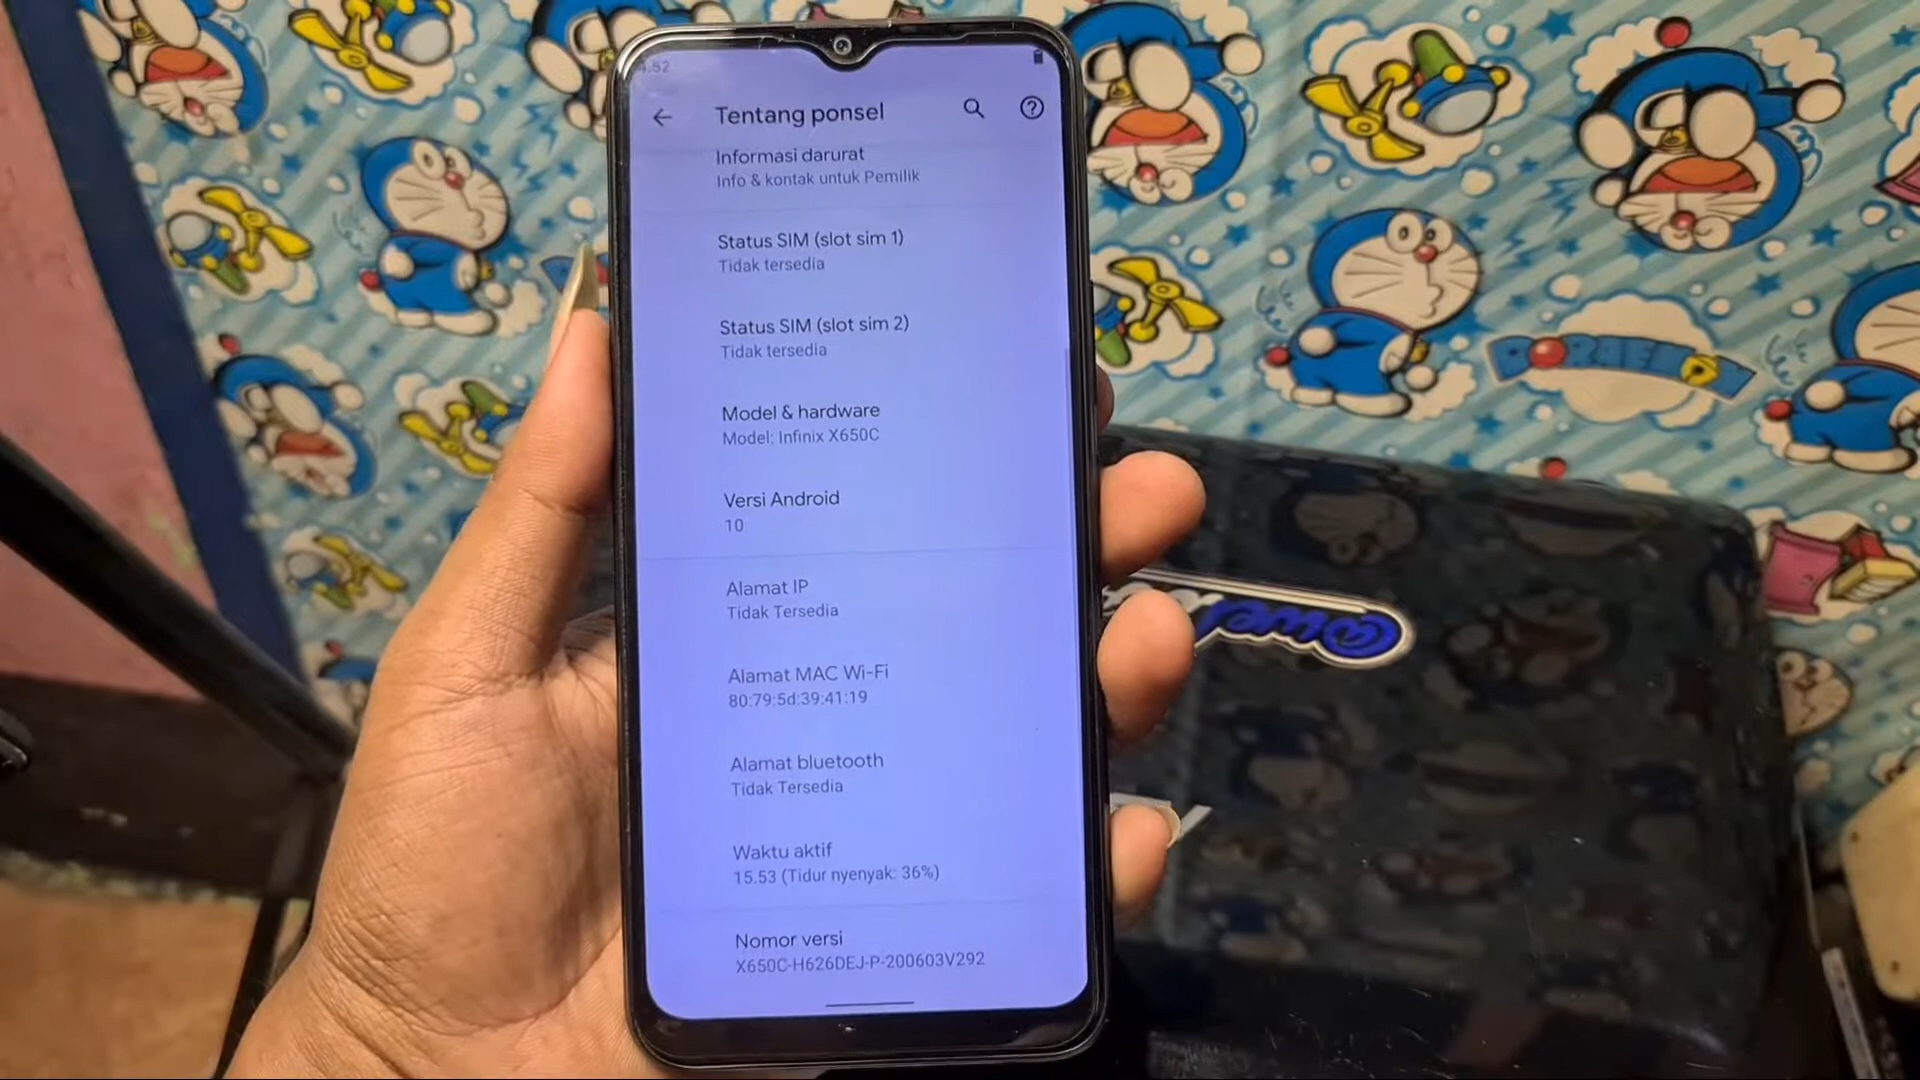 4.52
Tentang ponsel
Informasi darurat
Info & kontak untuk Pemilik
Status SIM (slot sim 1)
Tidak tersedia
Status SIM (slot sim 2)
Tidak tersedia
Model & hardware
Model: Infinix X650C
Versi Android
10
Alamat IP
Tidak Tersedia
Alamat MAC Wi-Fi
80:79:5d:39:41:19
Alamat bluetooth
Tidak Tersedia
Waktu aktif
15.53 (Tidur nyenyak: 36%)
Nomor versi
X650C-H626DEJ-P-200603V292
DORAEMON